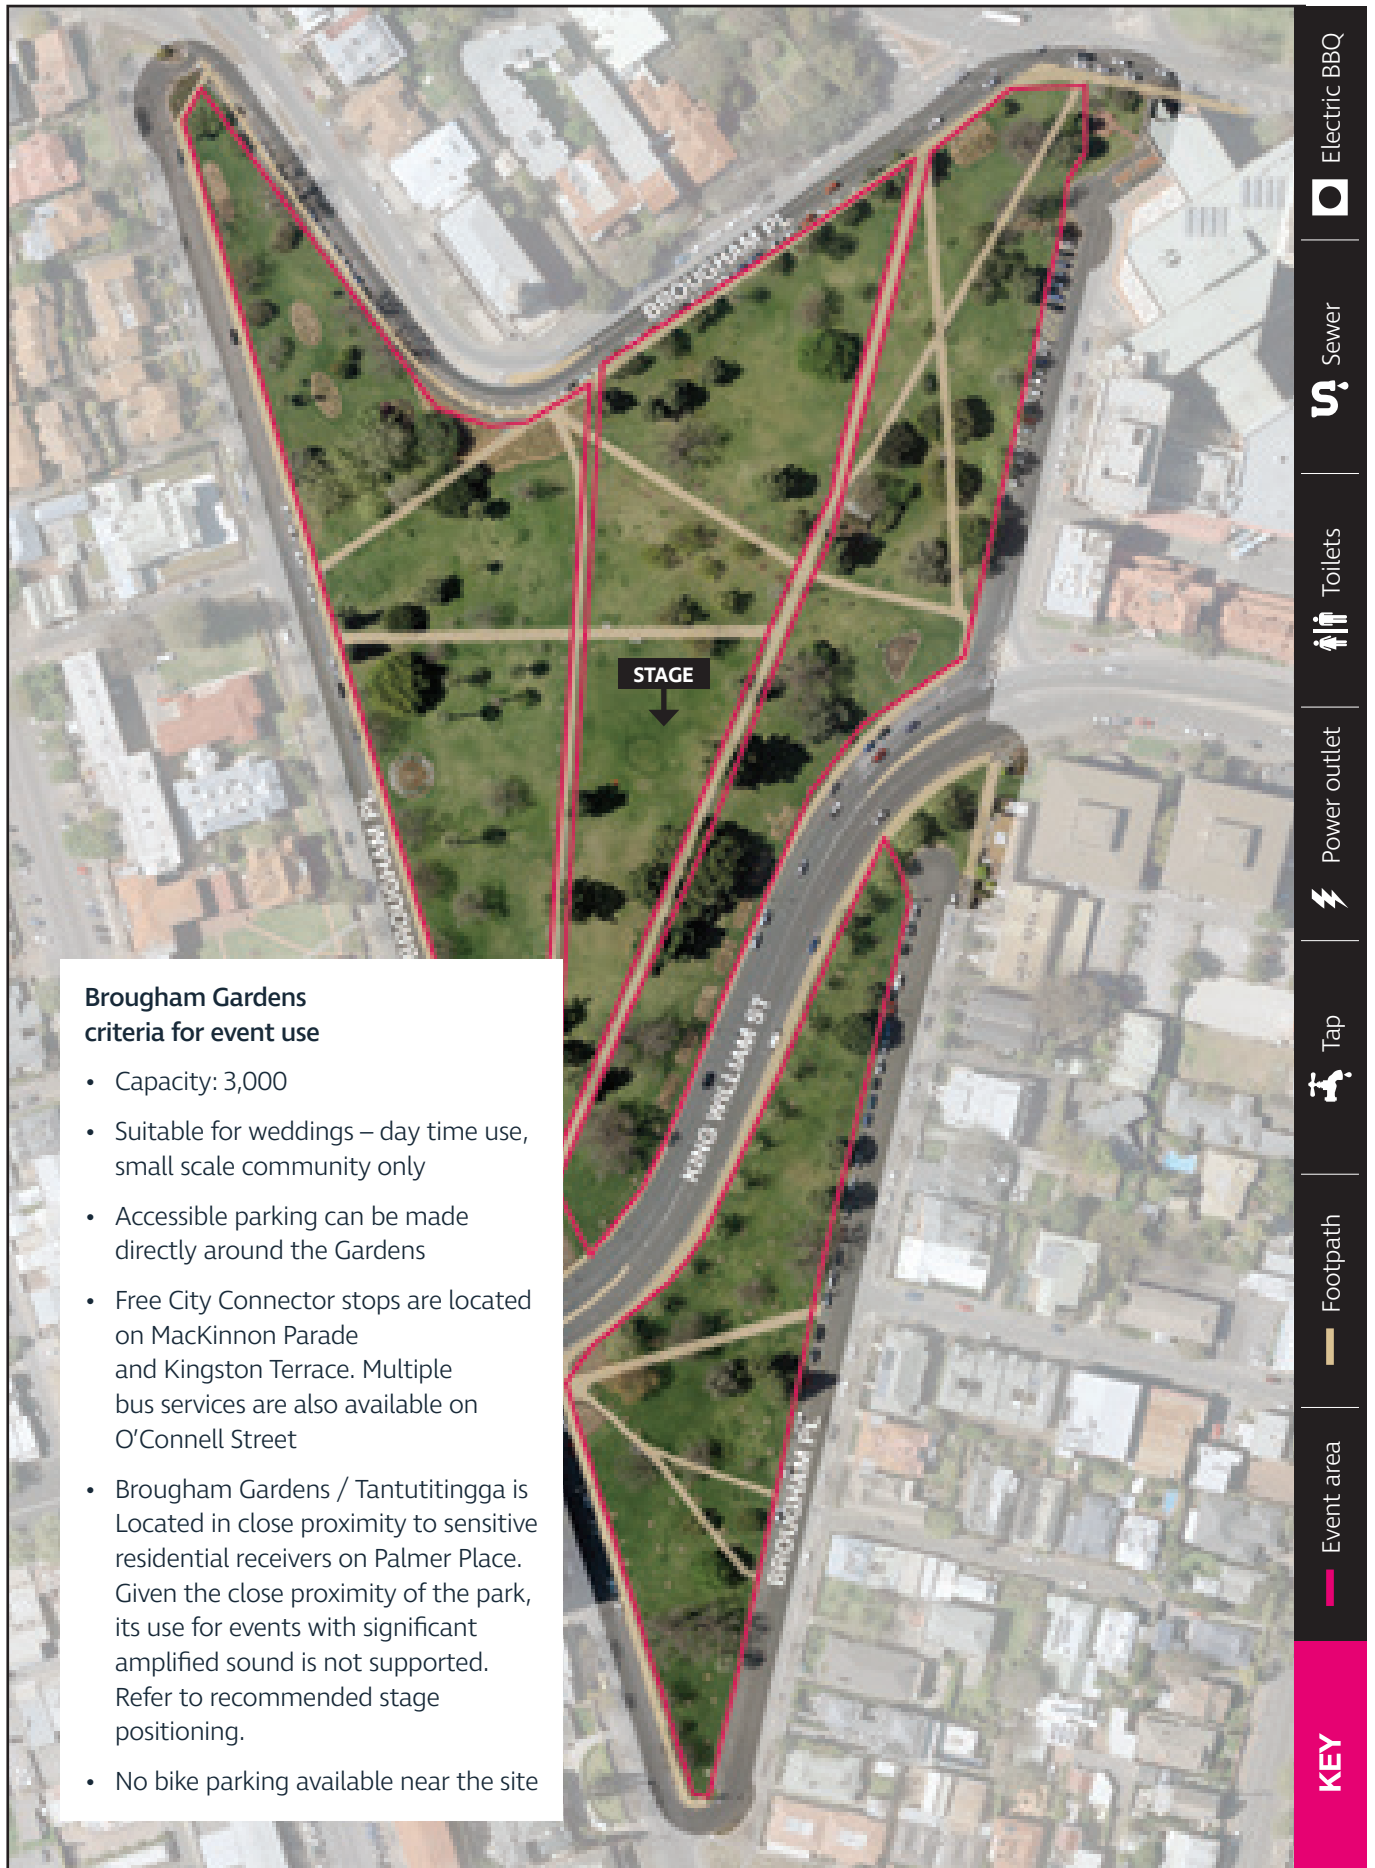 BROUGHAM PL
STAGE
BROUGHAM PL
KING WILLIAM ST
BROUGHAM PL
Brougham Gardens
criteria for event use
• Capacity: 3,000
• Suitable for weddings – day time use,
small scale community only
• Accessible parking can be made
directly around the Gardens
• Free City Connector stops are located
on MacKinnon Parade
and Kingston Terrace. Multiple
bus services are also available on
O’Connell Street
• Brougham Gardens / Tantutitingga is
Located in close proximity to sensitive
residential receivers on Palmer Place.
Given the close proximity of the park,
its use for events with significant
amplified sound is not supported.
Refer to recommended stage
positioning.
• No bike parking available near the site
KEY
Event area
Footpath
Tap
Power outlet
Toilets
Sewer
Electric BBQ